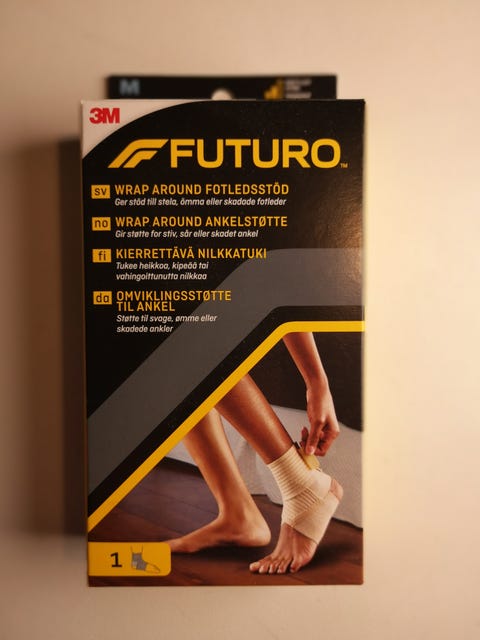 M
3M
FUTURO™
sv WRAP AROUND FOTLEDSSTÖD
Ger stöd till stela, ömma eller skadade fotleder
no WRAP AROUND ANKELSTØTTE
Gir støtte for stiv, sår eller skadet ankel
fi KIERRETTÄVÄ NILKKATUKI
Tukee heikkoa, kipeää tai
vahingoittunutta nilkkaa
da OMVIKLINGSSTØTTE
TIL ANKEL
Støtte til svage, ømme eller
skadede ankler
1